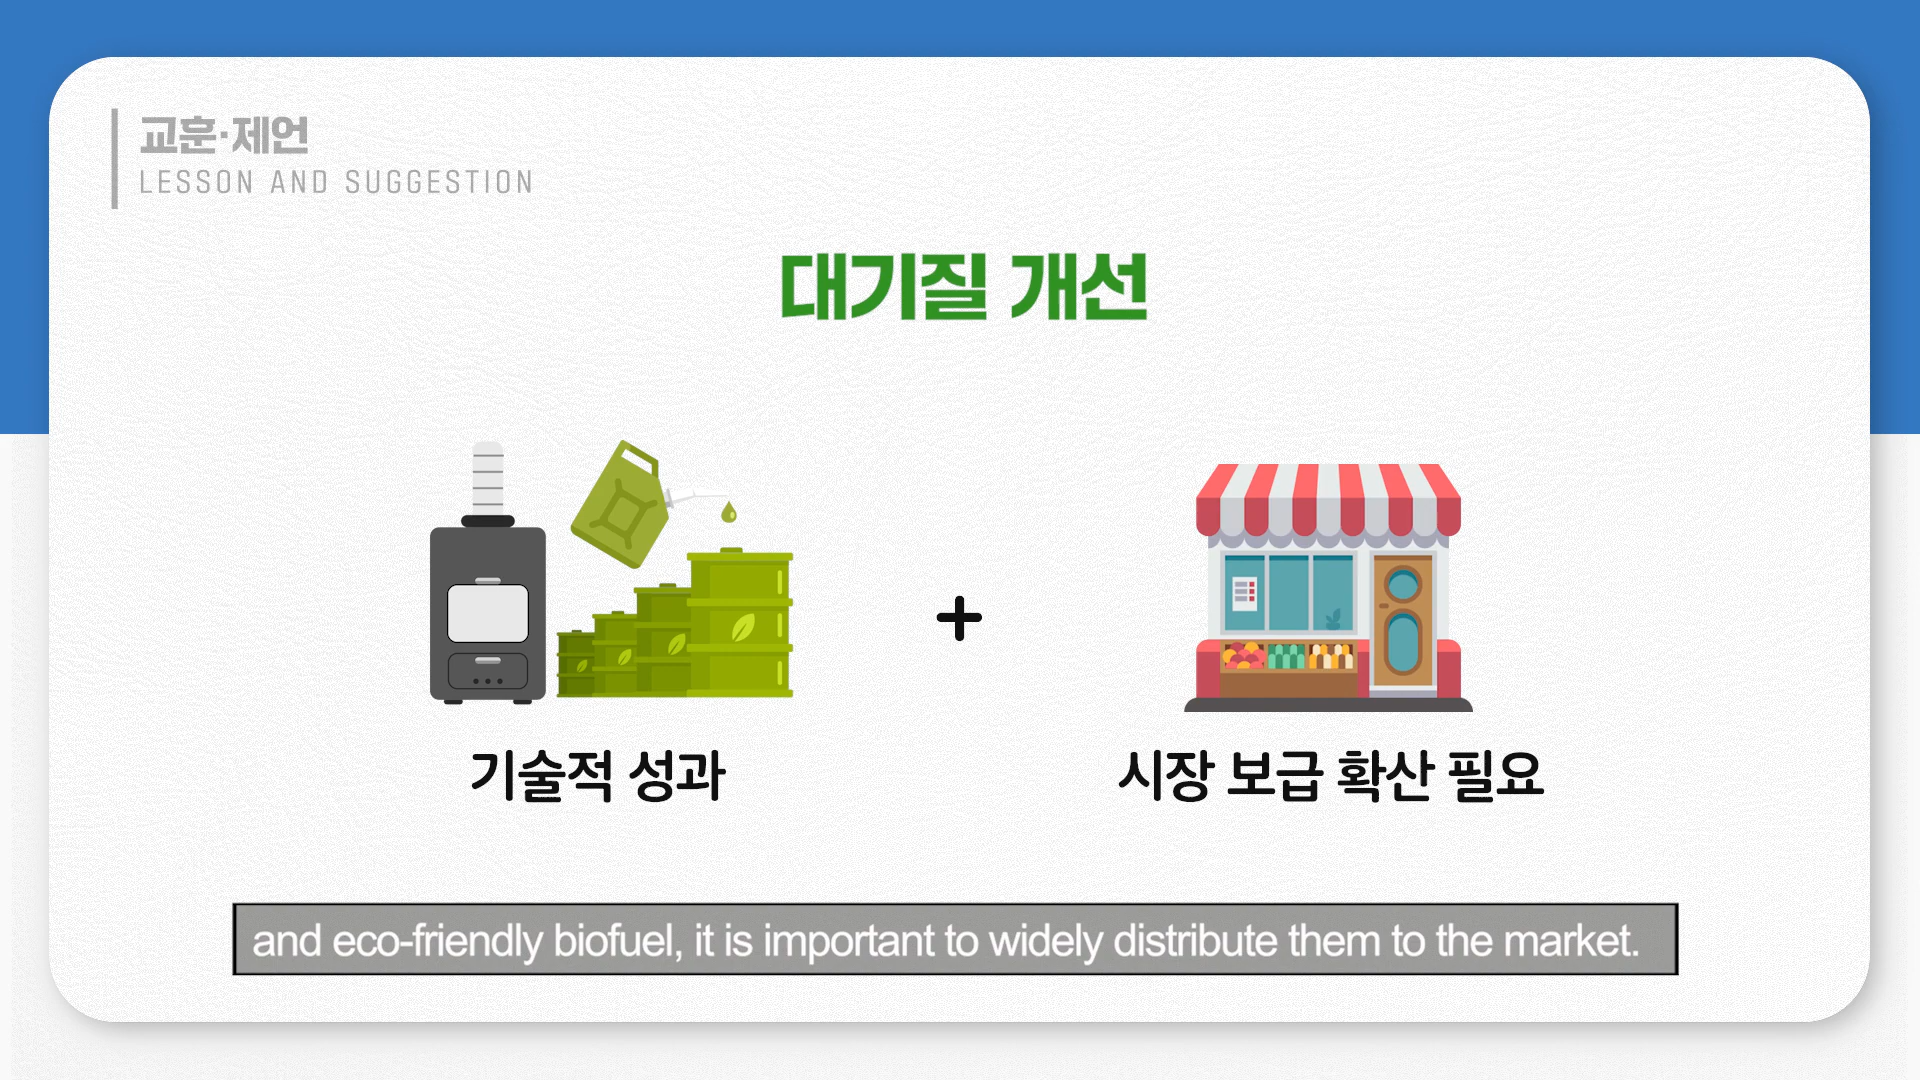 교훈·제언
LESSON AND SUGGESTION
대기질 개선
+
기술적 성과
시장 보급 확산 필요
and eco-friendly biofuel, it is important to widely distribute them to the market.